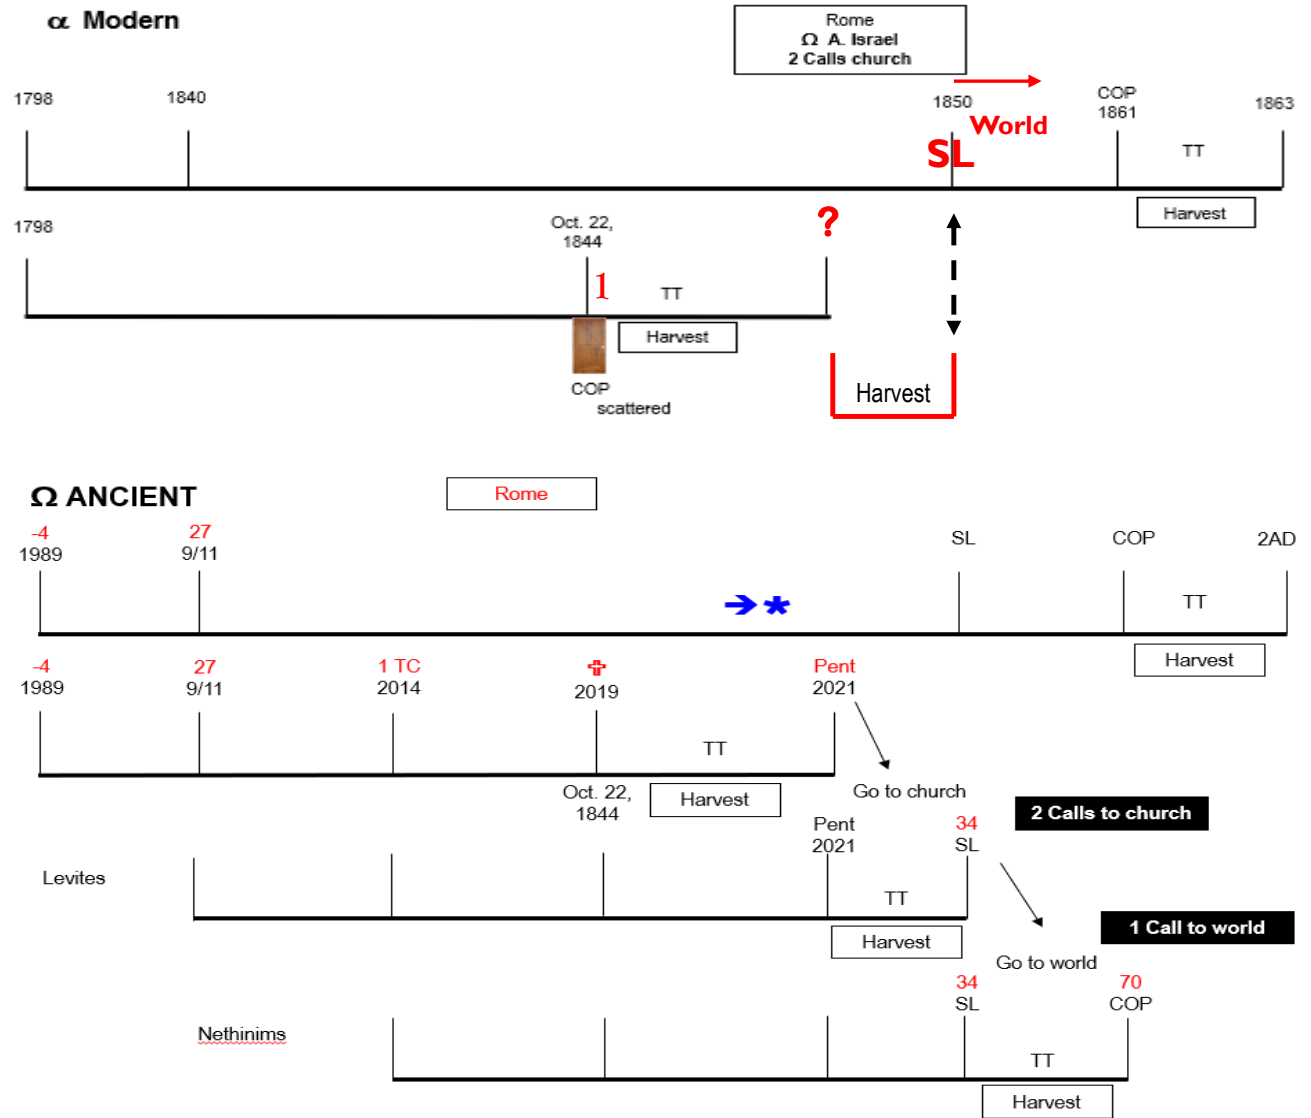 α Modern
Rome
Ω A. Israel
2 Calls church
1798
1840
1850
World
SL
COP
1861
1863
TT
Harvest
1798
Oct. 22,
1844
1
TT
?
Harvest
COP
scattered
Harvest
Ω ANCIENT
Rome
-4
1989
27
9/11
SL
COP
2AD
TT
Harvest
-4
1989
27
9/11
1 TC
2014
✞
2019
Pent
2021
TT
Oct. 22,
1844
Harvest
Go to church
2 Calls to church
Levites
Pent
2021
34
SL
TT
Harvest
1 Call to world
Go to world
Nethinims
34
SL
70
COP
TT
Harvest